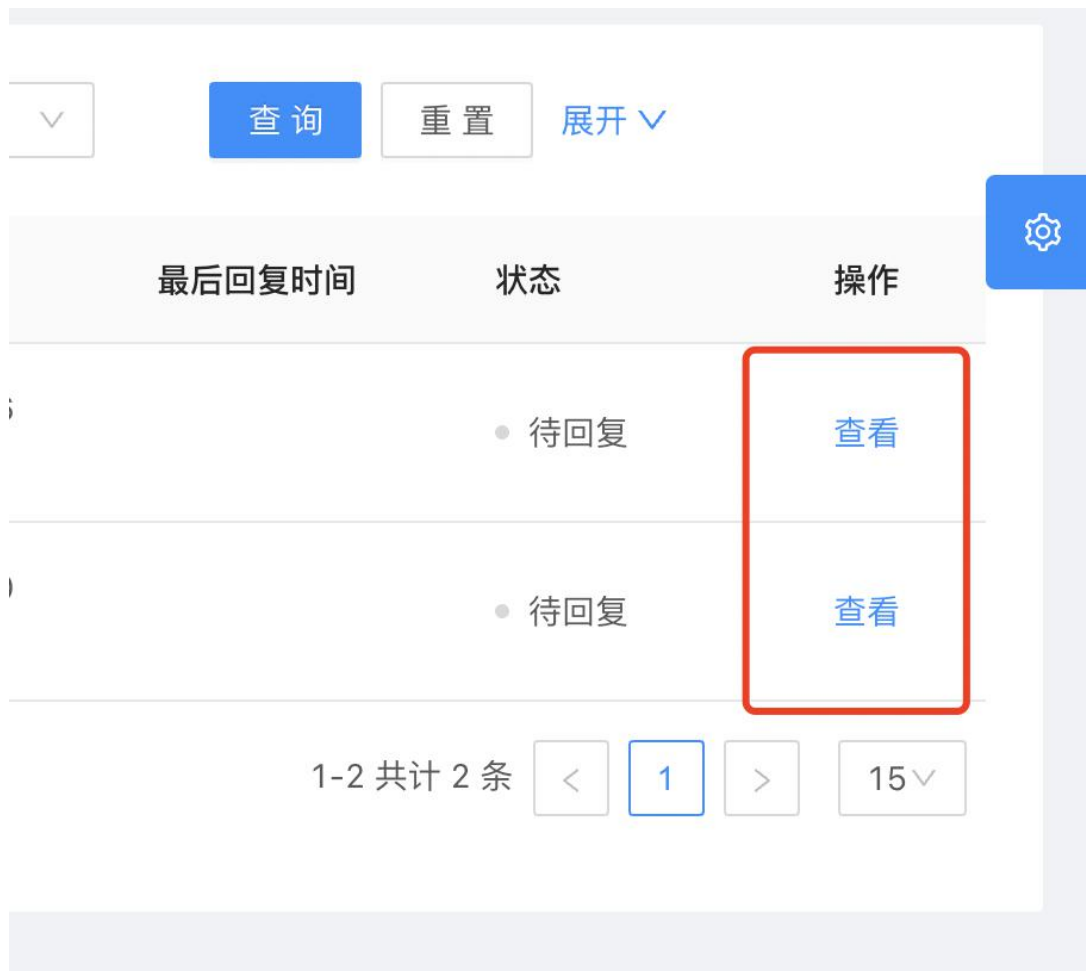 查 询 重 置 展开
最后回复时间 状态 操作
待回复 查看
待回复 查看
1-2 共计 2 条 < 1 > 15